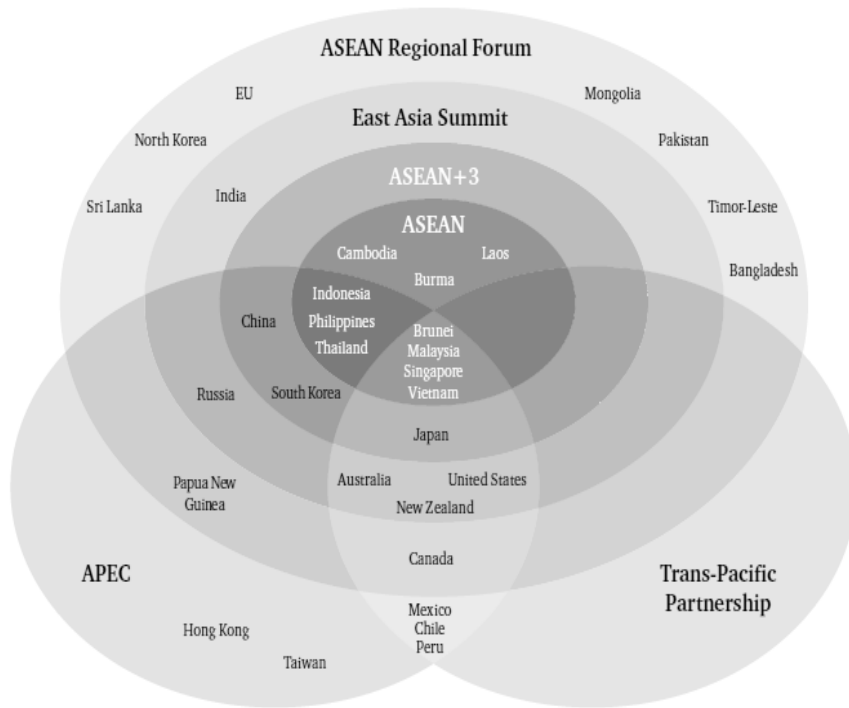 ASEAN Regional Forum
EU
Mongolia
East Asia Summit
North Korea
Pakistan
ASEAN+3
India
Sri Lanka
Timor-Leste
ASEAN
Cambodia
Laos
Bangladesh
Burma
Indonesia
China
Philippines
Brunei
Thailand
Malaysia
Singapore
Russia
South Korea
Vietnam
Japan
Papua New
Guinea
Australia
United States
New Zealand
Canada
APEC
Trans-Pacific
Partnership
Mexico
Chile
Peru
Hong Kong
Taiwan